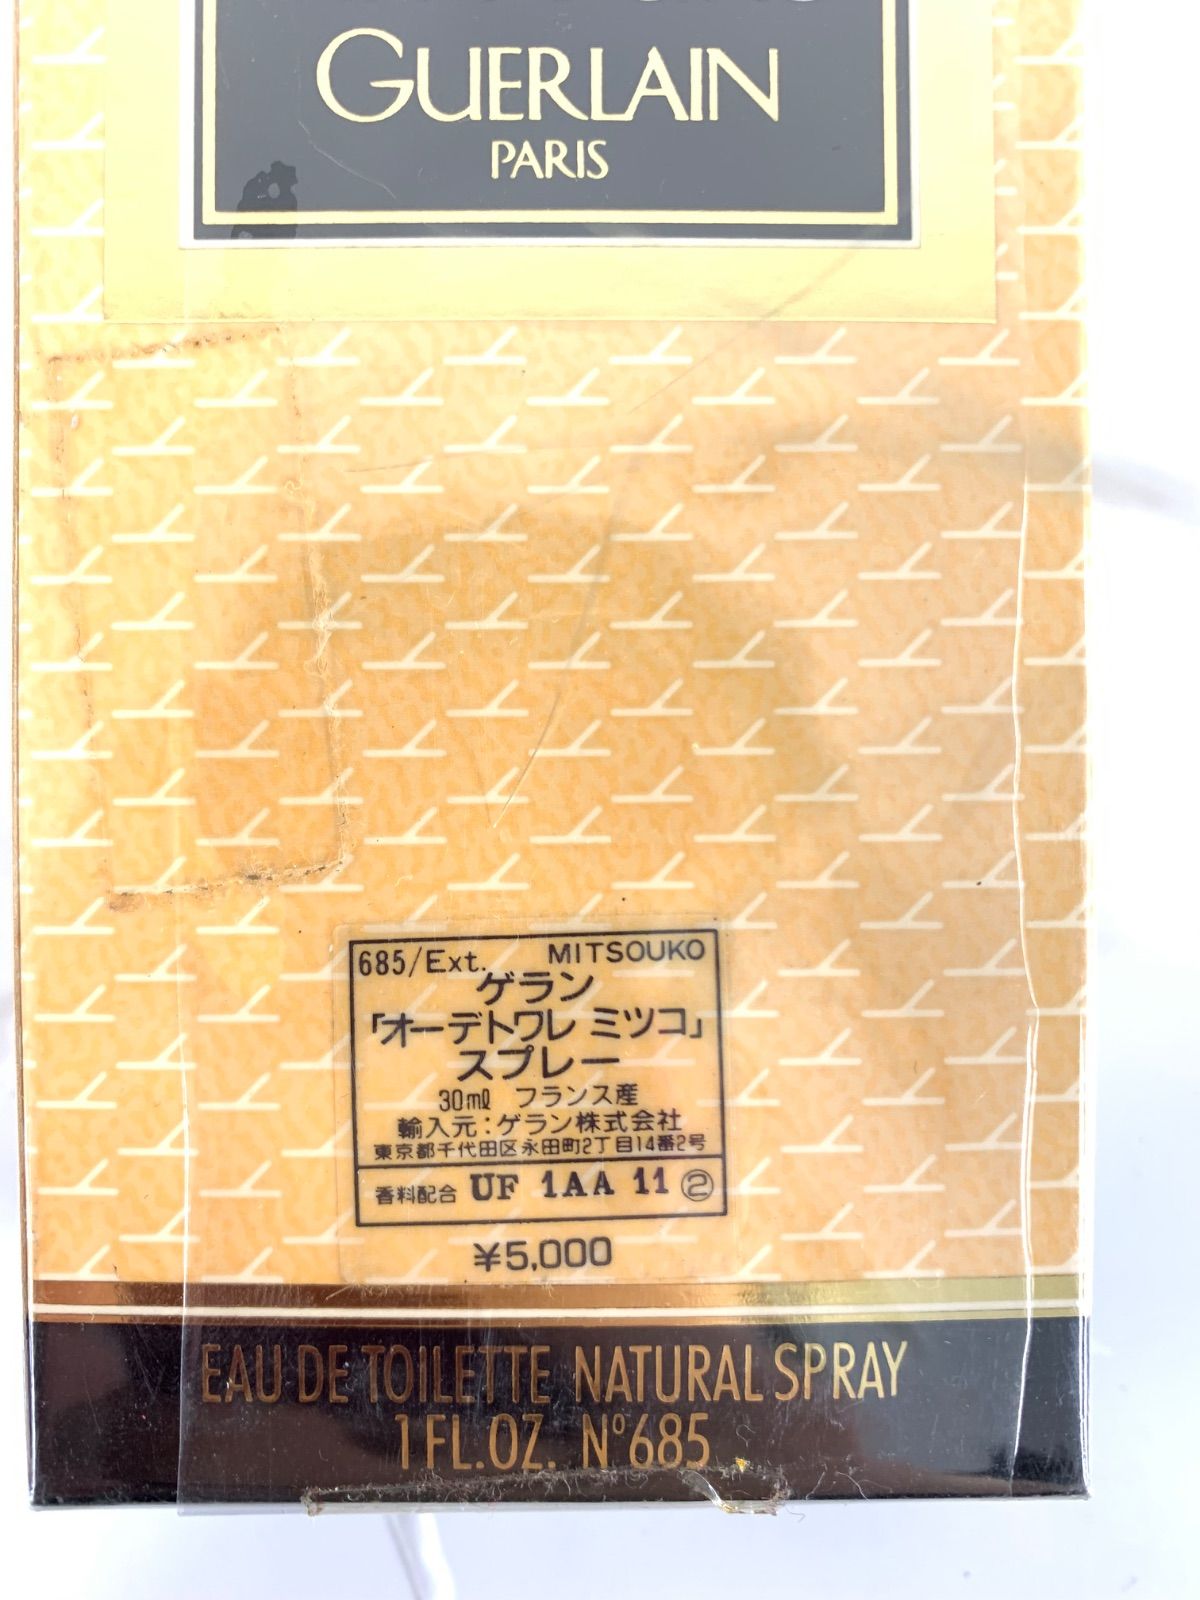 GUERLAIN
PARIS
685/Ext. MITSOUKO
ゲラン
「オーデトワレ ミツコ」
スプレー
30ml フランス産
輸入元:ゲラン株式会社
東京都千代田区永田町2丁目14番2号
香料配合 UF 1AA 11 ②
¥5,000
EAU DE TOILETTE NATURAL SPRAY
1 FL.OZ. Nº685